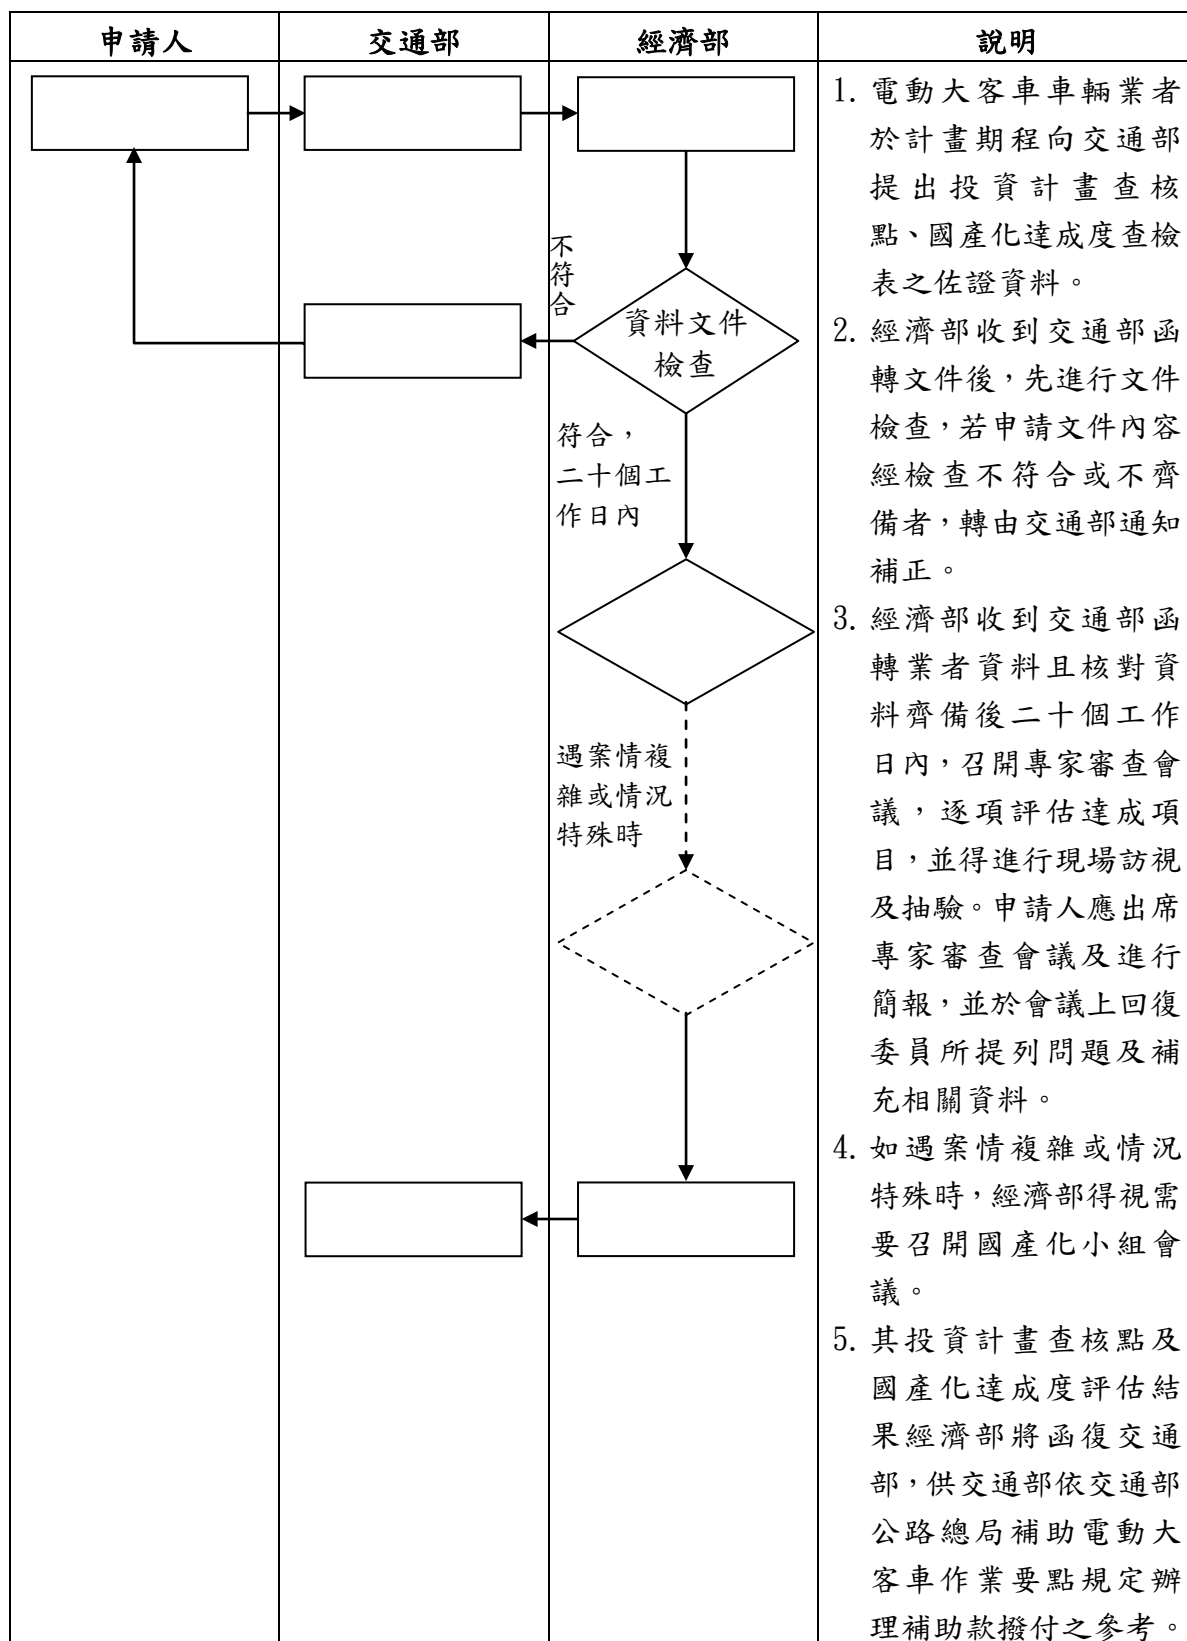 申請人
交通部
經濟部
說明
不
符
合
資料文件
檢查
符合，
二十個工
作日內
遇案情複
雜或情況
特殊時
1. 電動大客車車輛業者
於計畫期程向交通部
提出投資計畫查核
點、國產化達成度查檢
表之佐證資料。
2. 經濟部收到交通部函
轉文件後，先進行文件
檢查，若申請文件內容
經檢查不符合或不齊
備者，轉由交通部通知
補正。
3. 經濟部收到交通部函
轉業者資料且核對資
料齊備後二十個工作
日內，召開專家審查會
議，逐項評估達成項
目，並得進行現場訪視
及抽驗。申請人應出席
專家審查會議及進行
簡報，並於會議上回復
委員所提列問題及補
充相關資料。
4. 如遇案情複雜或情況
特殊時，經濟部得視需
要召開國產化小組會
議。
5. 其投資計畫查核點及
國產化達成度評估結
果經濟部將函復交通
部，供交通部依交通部
公路總局補助電動大
客車作業要點規定辦
理補助款撥付之參考。